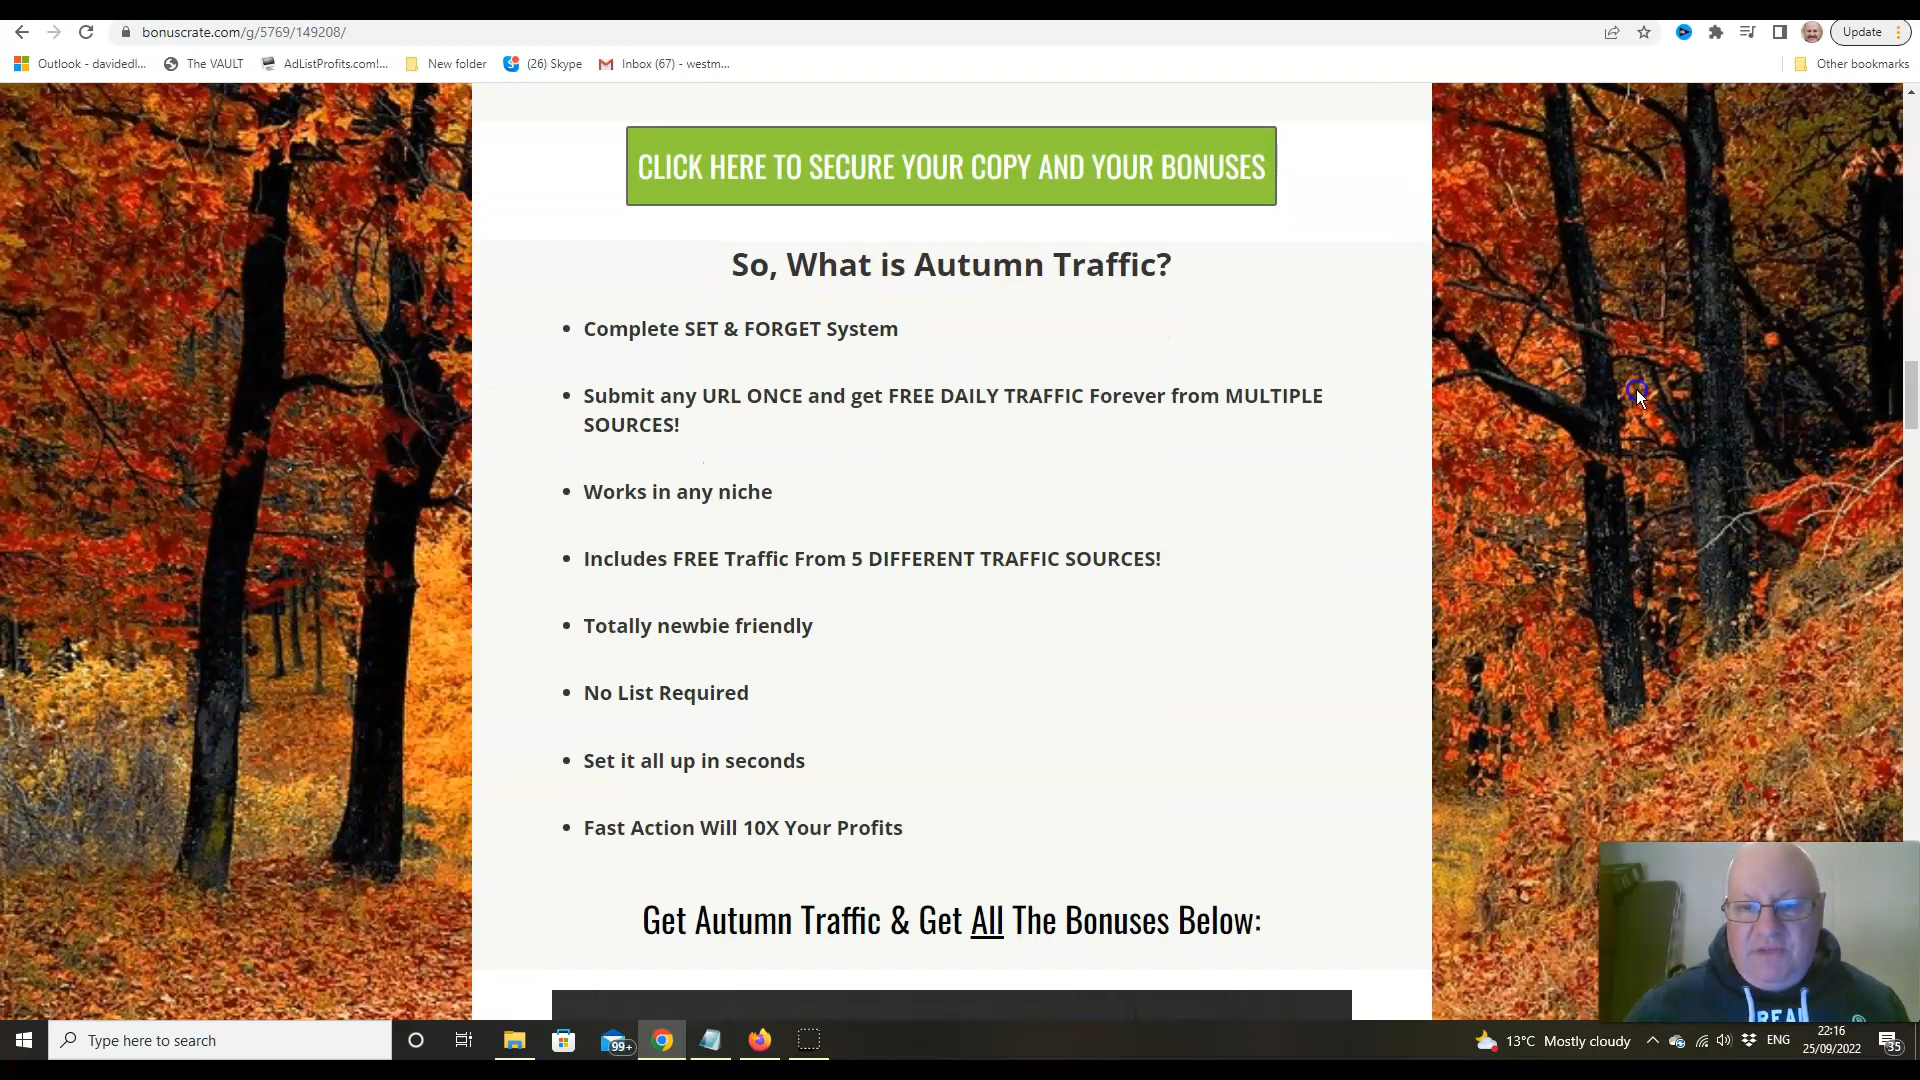 bonuscrate.com/g/5769/149208/
Update
Outlook - davidedl...
The VAULT
AdListProfits.com!...
New folder
(26) Skype
Inbox (67) - westm...
Other bookmarks
CLICK HERE TO SECURE YOUR COPY AND YOUR BONUSES
So, What is Autumn Traffic?
Complete SET & FORGET System
Submit any URL ONCE and get FREE DAILY TRAFFIC Forever from MULTIPLE
SOURCES!
Works in any niche
Includes FREE Traffic From 5 DIFFERENT TRAFFIC SOURCES!
Totally newbie friendly
No List Required
Set it all up in seconds
Fast Action Will 10X Your Profits
Get Autumn Traffic & Get All The Bonuses Below:
REAL
Type here to search
99+
13°C Mostly cloudy
ENG
22:16
25/09/2022
35